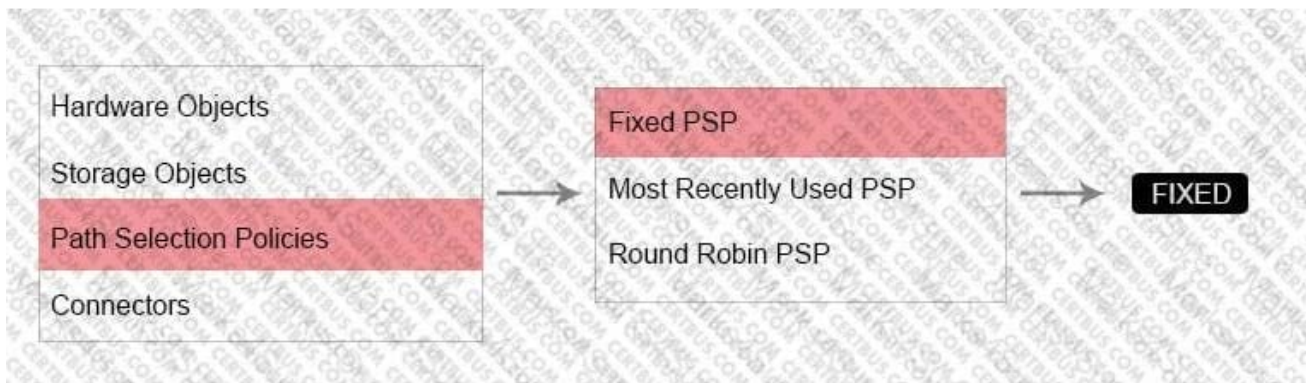 Hardware Objects
Storage Objects
Path Selection Policies
Connectors
Fixed PSP
Most Recently Used PSP
Round Robin PSP
FIXED